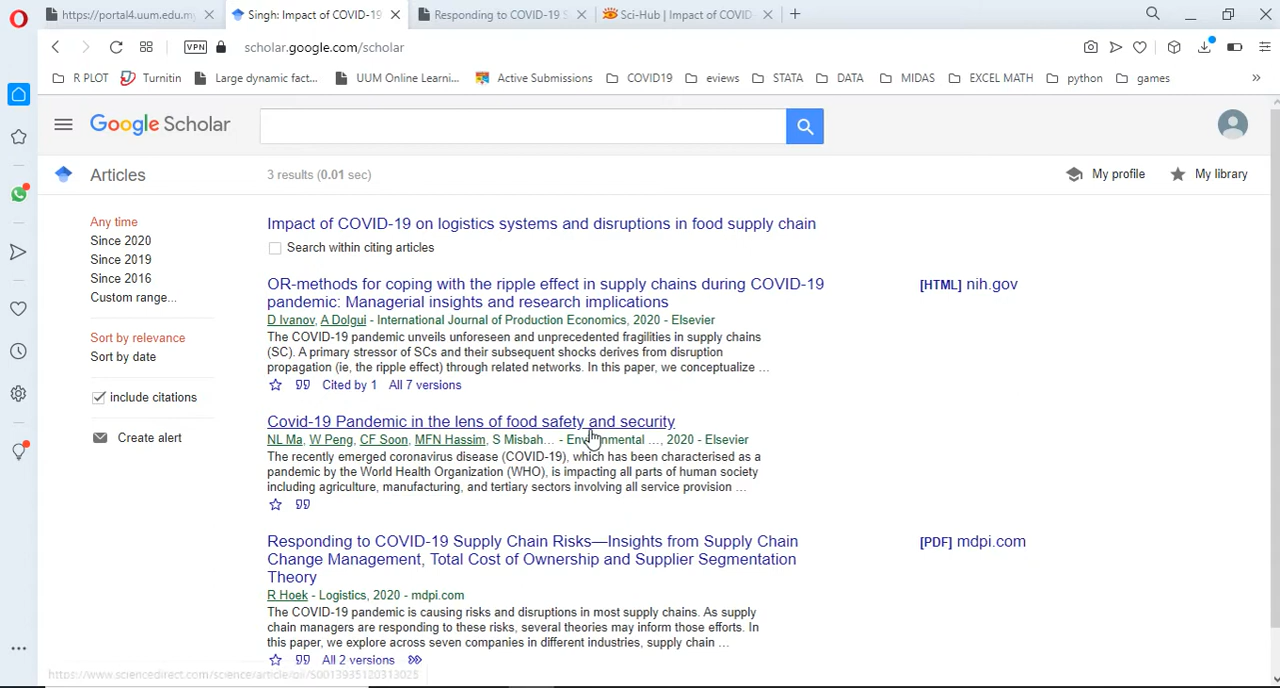 https://portal4.uum.edu.my
Singh: Impact of COVID-19
Responding to COVID-19 S
Sci-Hub | Impact of COVID
VPN
scholar.google.com/scholar
R PLOT
Turnitin
Large dynamic fact...
UUM Online Learni...
Active Submissions
COVID19
eviews
STATA
DATA
MIDAS
EXCEL MATH
python
games
Google Scholar
Articles
3 results (0.01 sec)
My profile
My library
Any time
Since 2020
Since 2019
Since 2016
Custom range...
Sort by relevance
Sort by date
include citations
Create alert
Impact of COVID-19 on logistics systems and disruptions in food supply chain
Search within citing articles
OR-methods for coping with the ripple effect in supply chains during COVID-19
pandemic: Managerial insights and research implications
D Ivanov, A Dolgui - International Journal of Production Economics, 2020 - Elsevier
The COVID-19 pandemic unveils unforeseen and unprecedented fragilities in supply chains
(SC). A primary stressor of SCs and their subsequent shocks derives from disruption
propagation (ie, the ripple effect) through related networks. In this paper, we conceptualize ...
Cited by 1 All 7 versions
[HTML] nih.gov
Covid-19 Pandemic in the lens of food safety and security
NL Ma, W Peng, CF Soon, MFN Hassim, S Misbah... - Environmental ..., 2020 - Elsevier
The recently emerged coronavirus disease (COVID-19), which has been characterised as a
pandemic by the World Health Organization (WHO), is impacting all parts of human society
including agriculture, manufacturing, and tertiary sectors involving all service provision ...
Responding to COVID-19 Supply Chain Risks—Insights from Supply Chain
Change Management, Total Cost of Ownership and Supplier Segmentation
Theory
R Hoek - Logistics, 2020 - mdpi.com
The COVID-19 pandemic is causing risks and disruptions in most supply chains. As supply
chain managers are responding to these risks, several theories may inform those efforts. In
this paper, we explore across seven companies in different industries, supply chain ...
All 2 versions
[PDF] mdpi.com
https://www.sciencedirect.com/science/article/pii/S0013935120313025